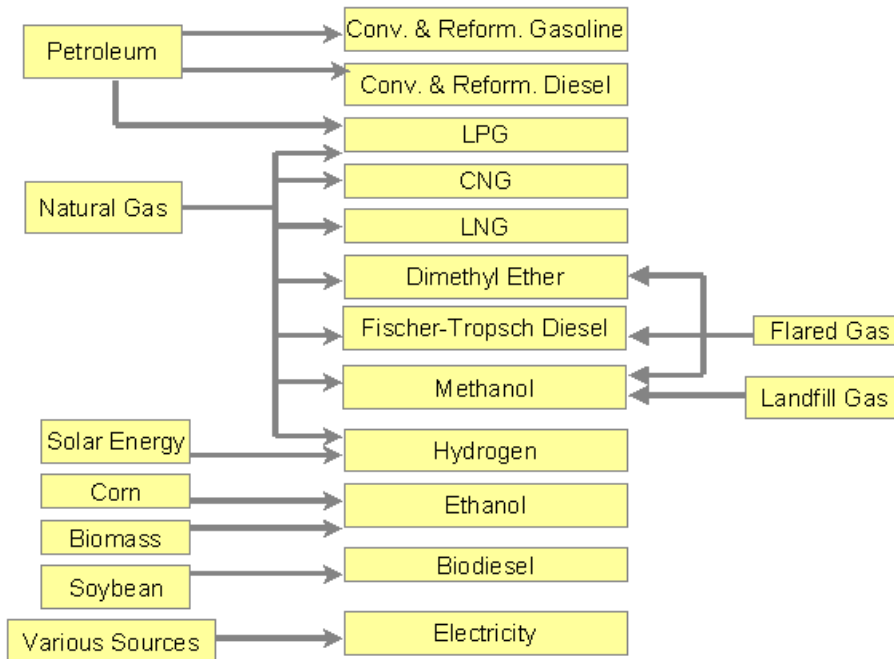 Petroleum
Conv. & Reform. Gasoline
Conv. & Reform. Diesel
LPG
Natural Gas
CNG
LNG
Dimethyl Ether
Fischer-Tropsch Diesel
Flared Gas
Methanol
Landfill Gas
Solar Energy
Hydrogen
Corn
Ethanol
Biomass
Biodiesel
Soybean
Various Sources
Electricity